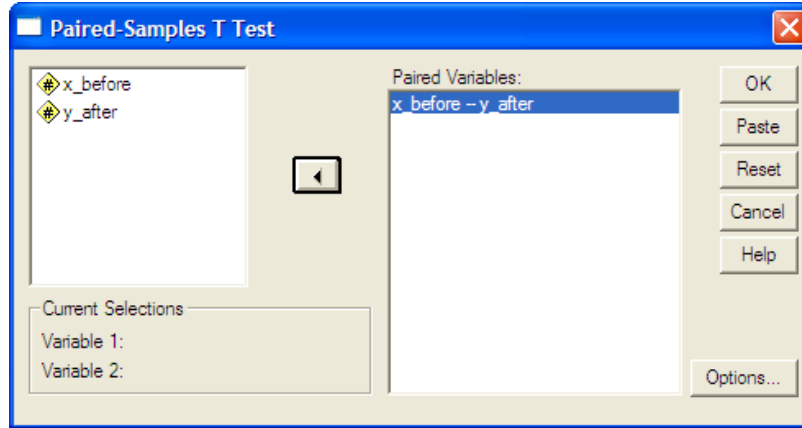 Paired-Samples T Test
x_before
y_after
Current Selections
Variable 1:
Variable 2:
Paired Variables:
x_before -- y_after
OK
Paste
Reset
Cancel
Help
Options...